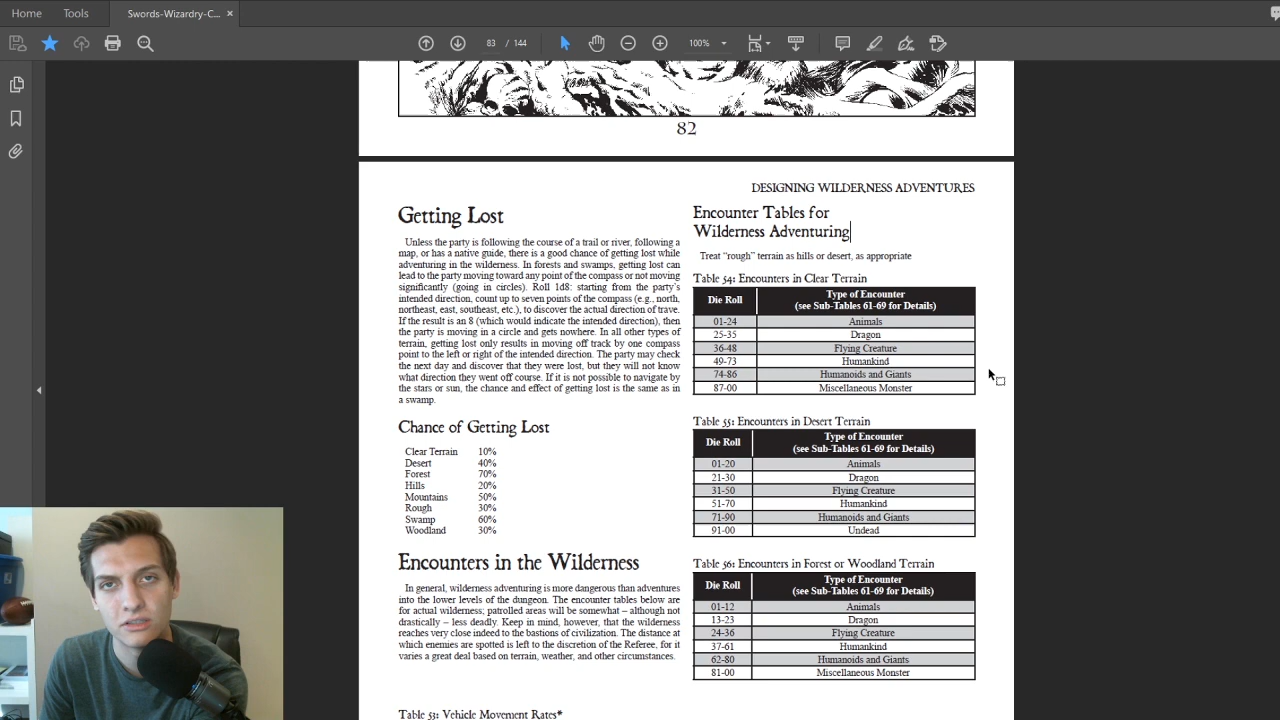 Home
Tools
Swords-Wizardry-C...
83 / 144
100%
82
DESIGNING WILDERNESS ADVENTURES
Getting Lost
Unless the party is following the course of a trail or river, following a
map, or has a native guide, there is a good chance of getting lost while
adventuring in the wilderness. In forests and swamps, getting lost can
lead to the party moving toward any point of the compass or not moving
significantly (going in circles). Roll 1d8: starting from the party's
intended direction, count up to seven points of the compass (e.g., north,
northeast, east, southeast, etc.), to discover the actual direction of trave.
If the result is an 8 (which would indicate the intended direction), then
the party is moving in a circle and gets nowhere. In all other types of
terrain, getting lost only results in moving off track by one compass
point to the left or right of the intended direction. The party may check
the next day and discover that they were lost, but they will not know
what direction they went off course. If it is not possible to navigate by
the stars or sun, the chance and effect of getting lost is the same as in
a swamp.
Chance of Getting Lost
Clear Terrain 10%
Desert 40%
Forest 70%
Hills 20%
Mountains 50%
Rough 30%
Swamp 60%
Woodland 30%
Encounters in the Wilderness
In general, wilderness adventuring is more dangerous than adventures
into the lower levels of the dungeon. The encounter tables below are
for actual wilderness; patrolled areas will be somewhat – although not
drastically – less deadly. Keep in mind, however, that the wilderness
reaches very close indeed to the bastions of civilization. The distance at
which enemies are spotted is left to the discretion of the Referee, for it
varies a great deal based on terrain, weather, and other circumstances.
Table 53: Vehicle Movement Rates*
Encounter Tables for
Wilderness Adventuring
Treat “rough” terrain as hills or desert, as appropriate
Table 54: Encounters in Clear Terrain
Die Roll Type of Encounter
(see Sub-Tables 61-69 for Details)
01-24 Animals
25-35 Dragon
36-48 Flying Creature
49-73 Humankind
74-86 Humanoids and Giants
87-00 Miscellaneous Monster
Table 55: Encounters in Desert Terrain
Die Roll Type of Encounter
(see Sub-Tables 61-69 for Details)
01-20 Animals
21-30 Dragon
31-50 Flying Creature
51-70 Humankind
71-90 Humanoids and Giants
91-00 Undead
Table 56: Encounters in Forest or Woodland Terrain
Die Roll Type of Encounter
(see Sub-Tables 61-69 for Details)
01-12 Animals
13-23 Dragon
24-36 Flying Creature
37-61 Humankind
62-80 Humanoids and Giants
81-00 Miscellaneous Monster